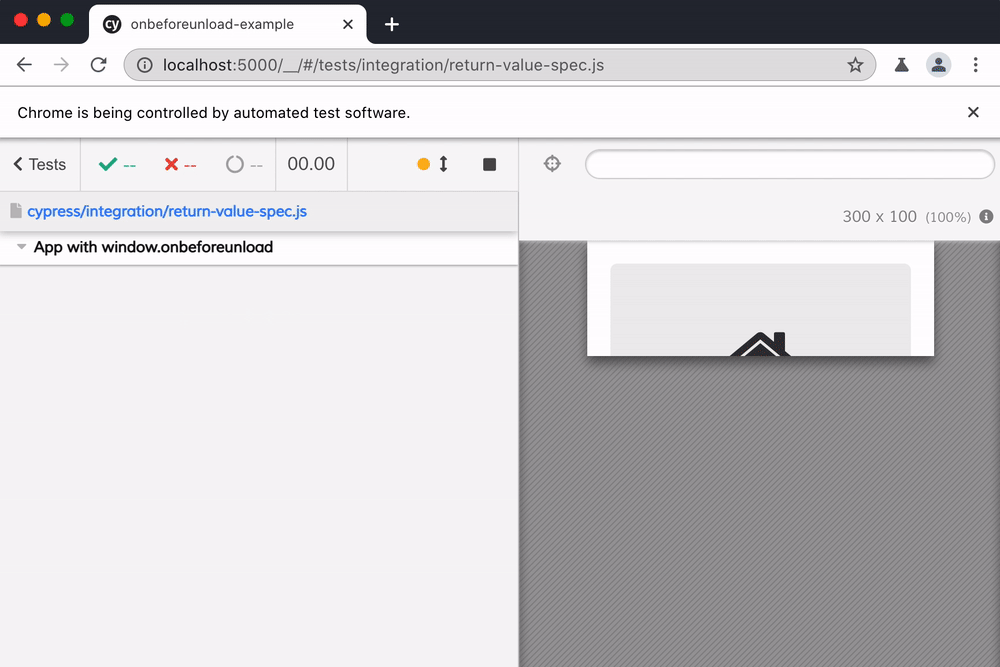 cy onbeforeunload-example
localhost:5000/__/#/tests/integration/return-value-spec.js
Chrome is being controlled by automated test software.
Tests -- -- -- 00.00
300 x 100 (100%)
cypress/integration/return-value-spec.js
App with window.onbeforeunload